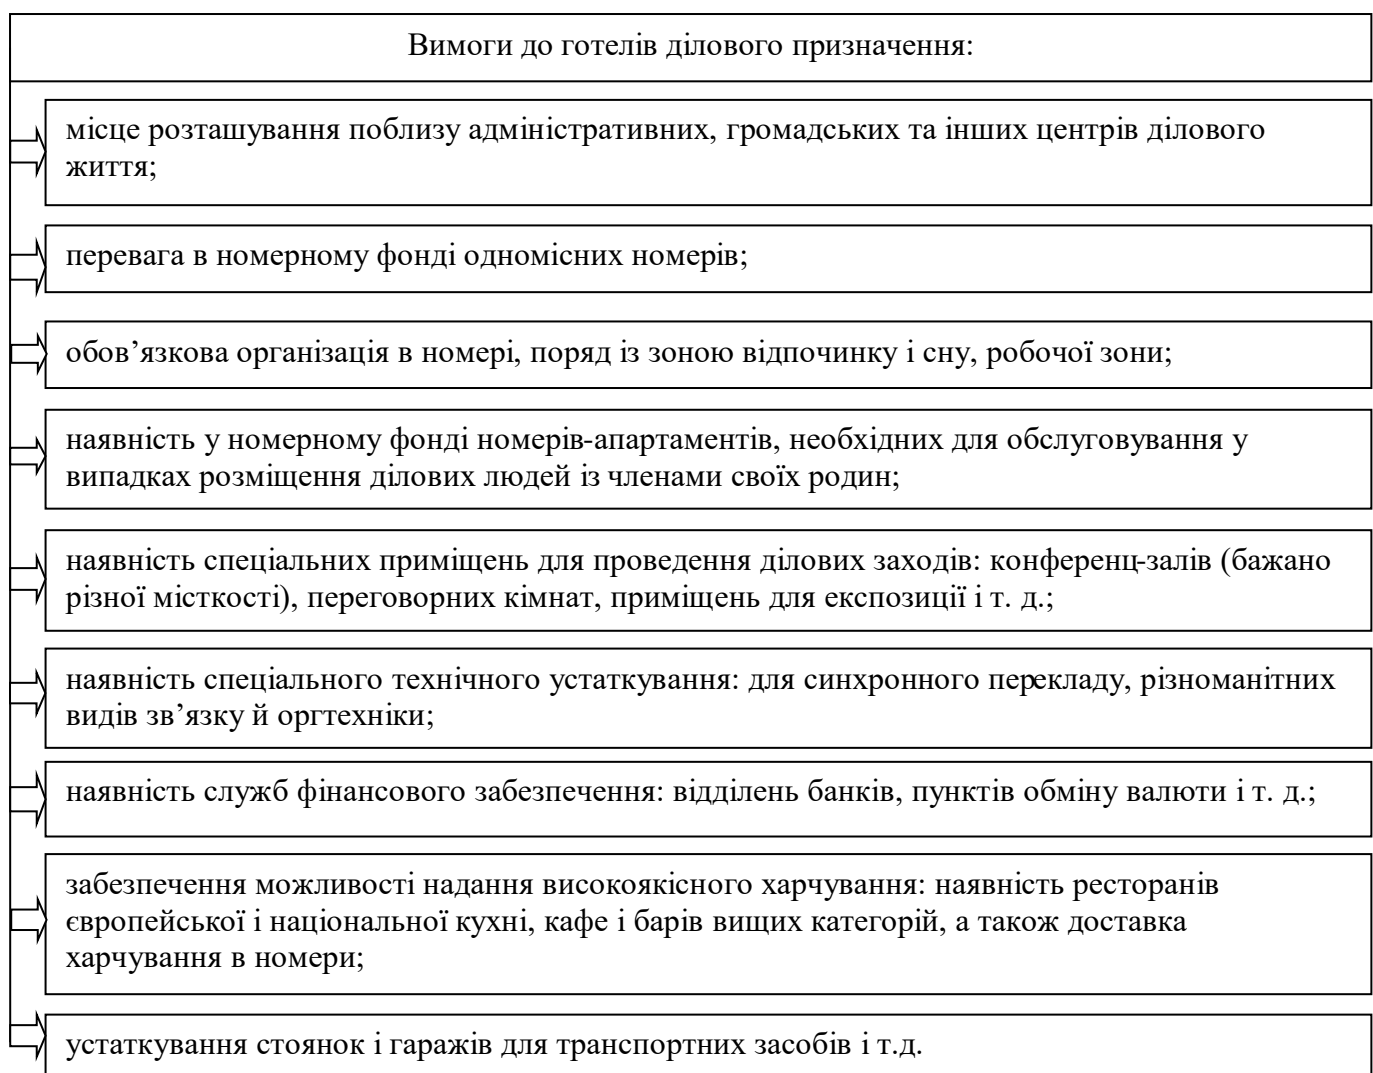 Вимоги до готелів ділового призначення:
місце розташування поблизу адміністративних, громадських та інших центрів ділового
життя;
перевага в номерному фонді одномісних номерів;
обов’язкова організація в номері, поряд із зоною відпочинку і сну, робочої зони;
наявність у номерному фонді номерів-апартаментів, необхідних для обслуговування у
випадках розміщення ділових людей із членами своїх родин;
наявність спеціальних приміщень для проведення ділових заходів: конференц-залів (бажано
різної місткості), переговорних кімнат, приміщень для експозиції і т. д.;
наявність спеціального технічного устаткування: для синхронного перекладу, різноманітних
видів зв’язку й оргтехніки;
наявність служб фінансового забезпечення: відділень банків, пунктів обміну валюти і т. д.;
забезпечення можливості надання високоякісного харчування: наявність ресторанів
європейської і національної кухні, кафе і барів вищих категорій, а також доставка
харчування в номери;
устаткування стоянок і гаражів для транспортних засобів і т.д.